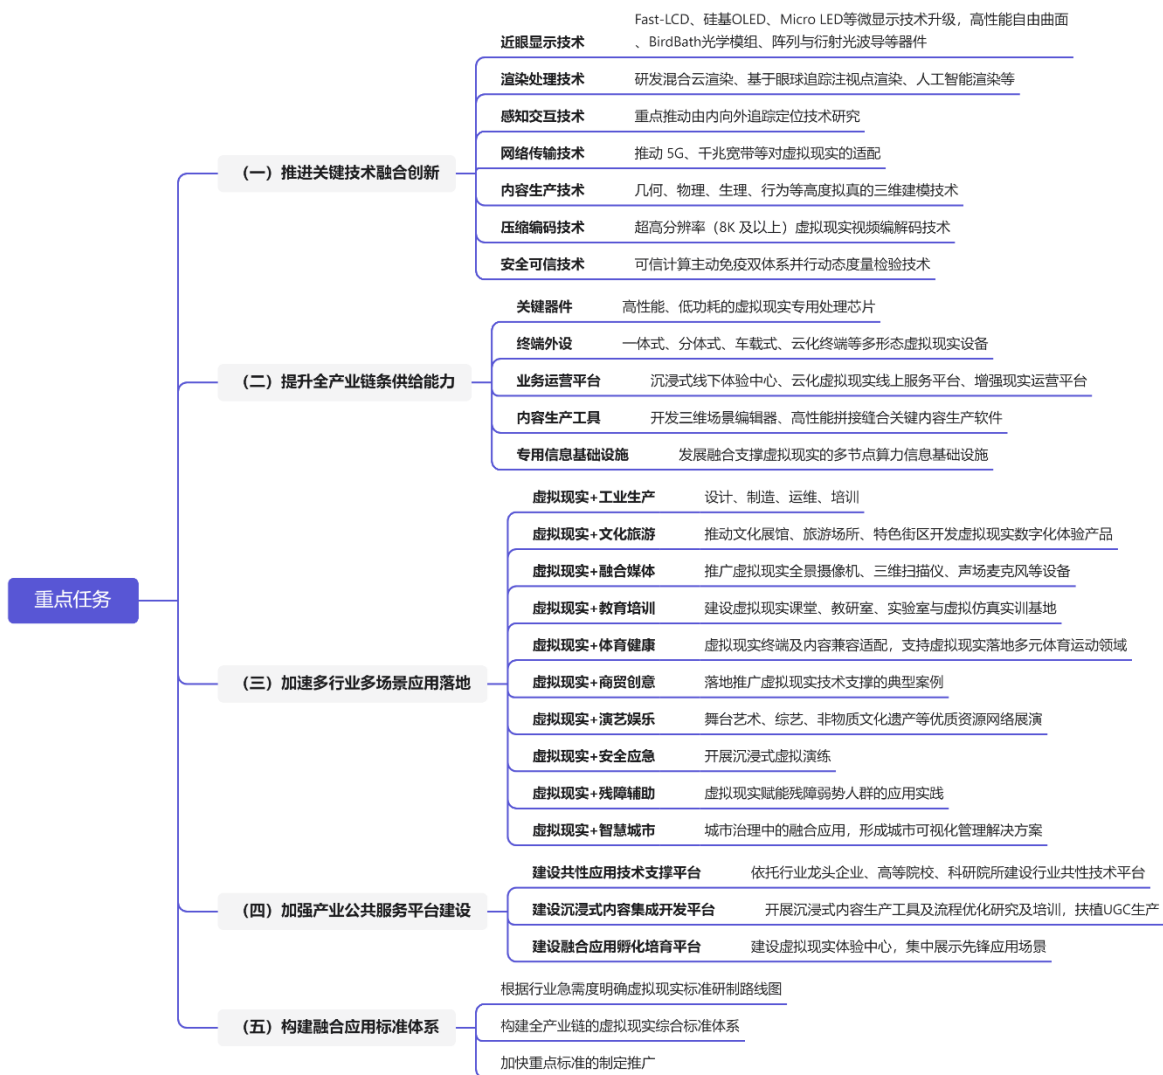 重点任务
（一）推进关键技术融合创新
近眼显示技术
Fast-LCD、硅基OLED、Micro LED等微显示技术升级，高性能自由曲面
、BirdBath光学模组、阵列与衍射光波导等器件
渲染处理技术
研发混合云渲染、基于眼球追踪注视点渲染、人工智能渲染等
感知交互技术
重点推动由内向外追踪定位技术研究
网络传输技术
推动 5G、千兆宽带等对虚拟现实的适配
内容生产技术
几何、物理、生理、行为等高度拟真的三维建模技术
压缩编码技术
超高分辨率（8K 及以上）虚拟现实视频编解码技术
安全可信技术
可信计算主动免疫双体系并行动态度量检验技术
（二）提升全产业链条供给能力
关键器件
高性能、低功耗的虚拟现实专用处理芯片
终端外设
一体式、分体式、车载式、云化终端等多形态虚拟现实设备
业务运营平台
沉浸式线下体验中心、云化虚拟现实线上服务平台、增强现实运营平台
内容生产工具
开发三维场景编辑器、高性能拼接缝合关键内容生产软件
专用信息基础设施
发展融合支撑虚拟现实的多节点算力信息基础设施
（三）加速多行业多场景应用落地
虚拟现实+工业生产
设计、制造、运维、培训
虚拟现实+文化旅游
推动文化展馆、旅游场所、特色街区开发虚拟现实数字化体验产品
虚拟现实+融合媒体
推广虚拟现实全景摄像机、三维扫描仪、声场麦克风等设备
虚拟现实+教育培训
建设虚拟现实课堂、教研室、实验室与虚拟仿真实训基地
虚拟现实+体育健康
虚拟现实终端及内容兼容适配，支持虚拟现实落地多元体育运动领域
虚拟现实+商贸创意
落地推广虚拟现实技术支撑的典型案例
虚拟现实+演艺娱乐
舞台艺术、综艺、非物质文化遗产等优质资源网络展演
虚拟现实+安全应急
开展沉浸式虚拟演练
虚拟现实+残障辅助
虚拟现实赋能残障弱势人群的应用实践
虚拟现实+智慧城市
城市治理中的融合应用，形成城市可视化管理解决方案
（四）加强产业公共服务平台建设
建设共性应用技术支撑平台
依托行业龙头企业、高等院校、科研院所建设行业共性技术平台
建设沉浸式内容集成开发平台
开展沉浸式内容生产工具及流程优化研究及培训，扶植UGC生产
建设融合应用孵化培育平台
建设虚拟现实体验中心，集中展示先锋应用场景
（五）构建融合应用标准体系
根据行业急需度明确虚拟现实标准研制路线图
构建全产业链的虚拟现实综合标准体系
加快重点标准的制定推广